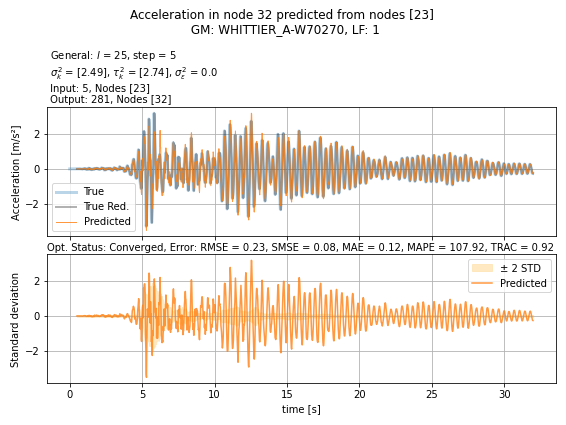 Acceleration in node 32 predicted from nodes [23]
GM: WHITTIER_A-W70270, LF: 1
General: l = 25, step = 5
σ²ₖ = [2.49], τ²ₖ = [2.74], σ²ε = 0.0
Input: 5, Nodes [23]
Output: 281, Nodes [32]
Acceleration [m/s²]
2
0
−2
True
True Red.
Predicted
Opt. Status: Converged, Error: RMSE = 0.23, SMSE = 0.08, MAE = 0.12, MAPE = 107.92, TRAC = 0.92
Standard deviation
2
0
−2
± 2 STD
Predicted
0 5 10 15 20 25 30
time [s]